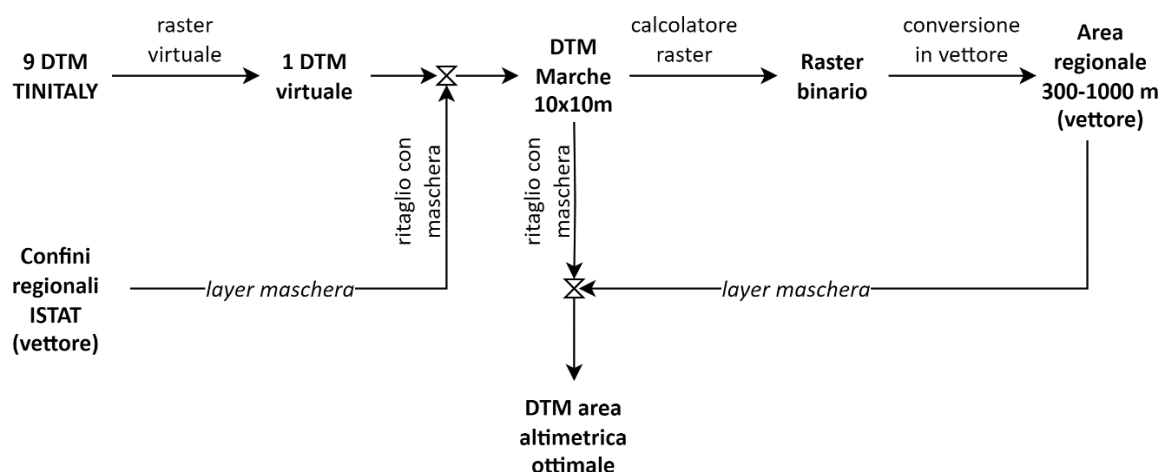 9 DTM
TINITALY
raster
virtuale
1 DTM
virtuale
DTM
Marche
10x10m
calcolatore
raster
Raster
binario
conversione
in vettore
Area
regionale
300-1000 m
(vettore)
ritaglio con
maschera
ritaglio con
maschera
Confini
regionali
ISTAT
(vettore)
layer maschera
layer maschera
DTM area
altimetrica
ottimale